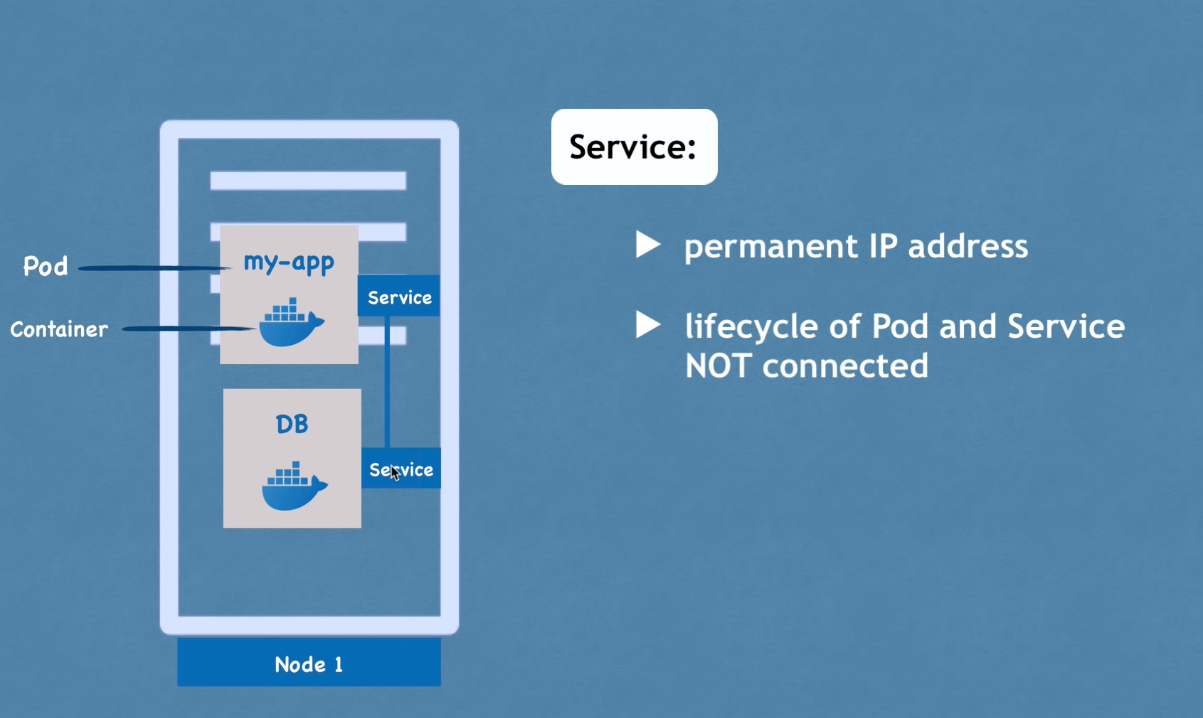 Service:
permanent IP address
lifecycle of Pod and Service
NOT connected
Pod
my-app
Service
Container
DB
Service
Node 1